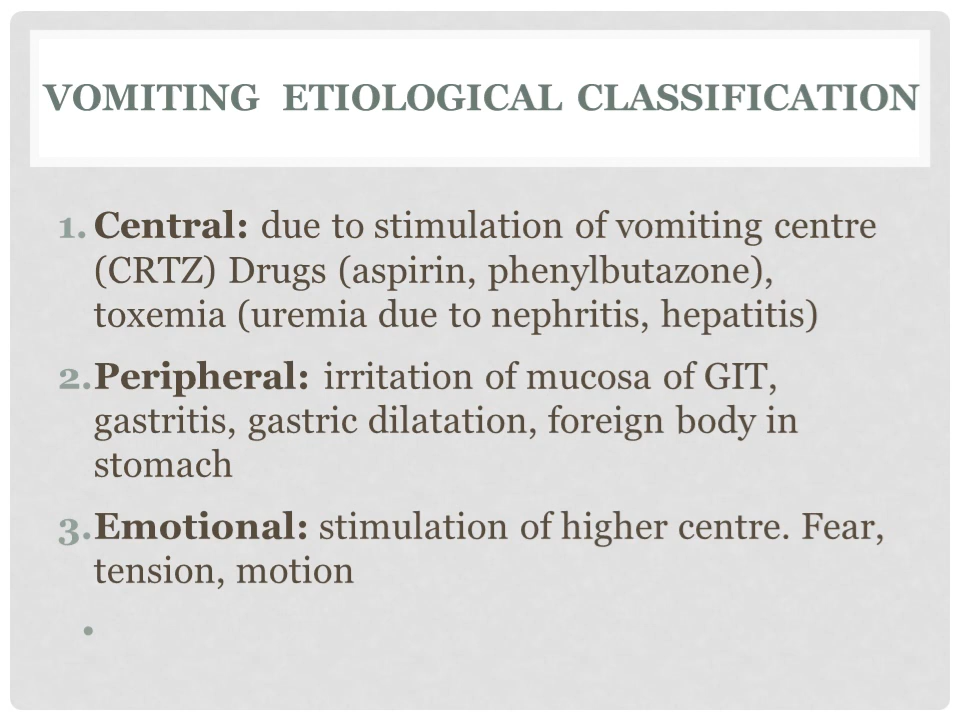 VOMITING ETIOLOGICAL CLASSIFICATION
1. Central: due to stimulation of vomiting centre
(CRTZ) Drugs (aspirin, phenylbutazone),
toxemia (uremia due to nephritis, hepatitis)
2. Peripheral: irritation of mucosa of GIT,
gastritis, gastric dilatation, foreign body in
stomach
3. Emotional: stimulation of higher centre. Fear,
tension, motion
•